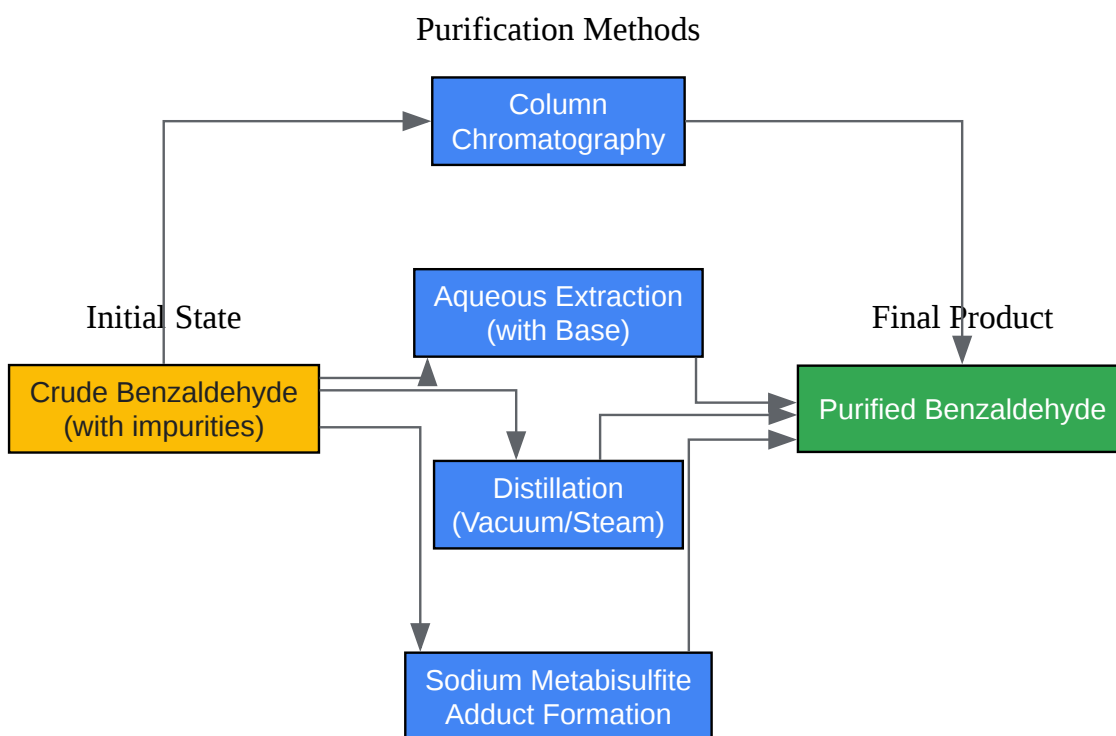 Purification Methods
Column
Chromatography
Aqueous Extraction
(with Base)
Initial State
Final Product
Crude Benzaldehyde
(with impurities)
Purified Benzaldehyde
Distillation
(Vacuum/Steam)
Sodium Metabisulfite
Adduct Formation